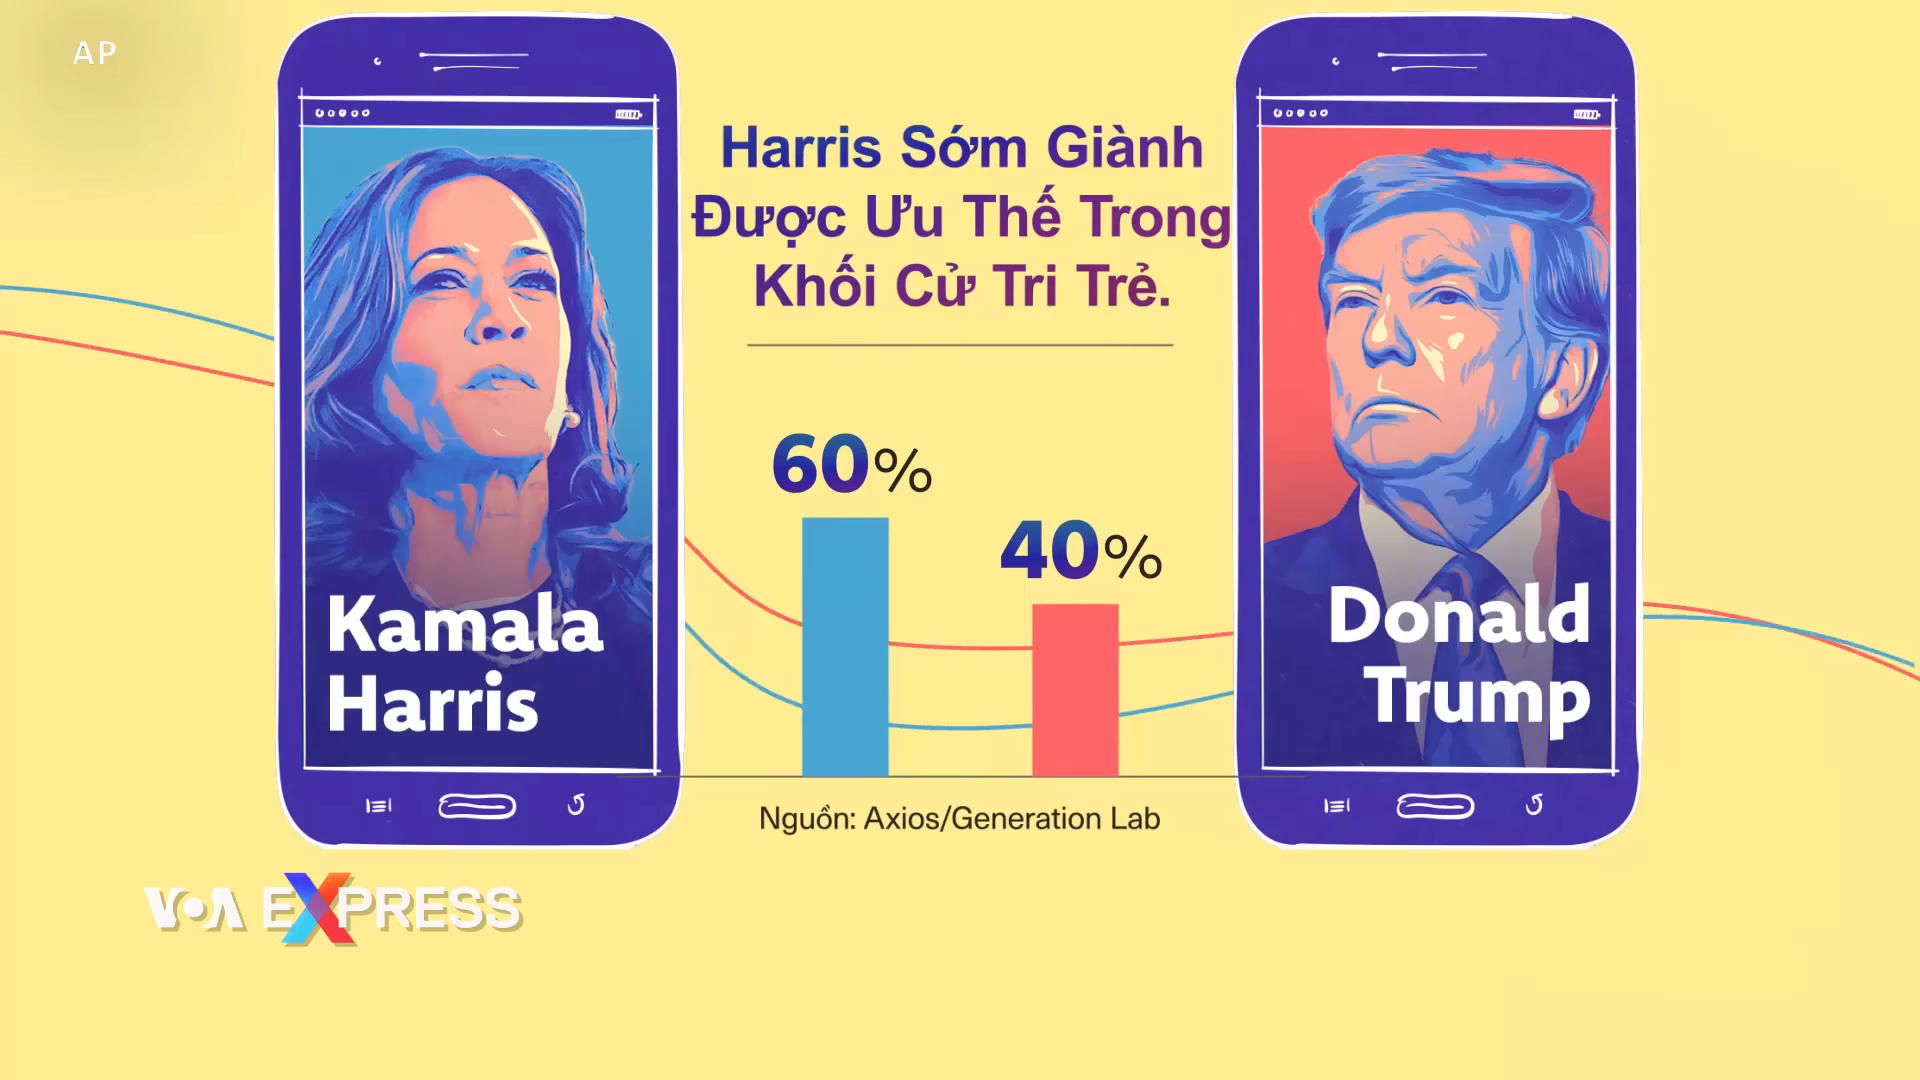 AP
Harris Sớm Giành
Được Ưu Thế Trong
Khối Cử Tri Trẻ.
60%
40%
Kamala
Harris
Donald
Trump
Nguồn: Axios/Generation Lab
VOA EXPRESS